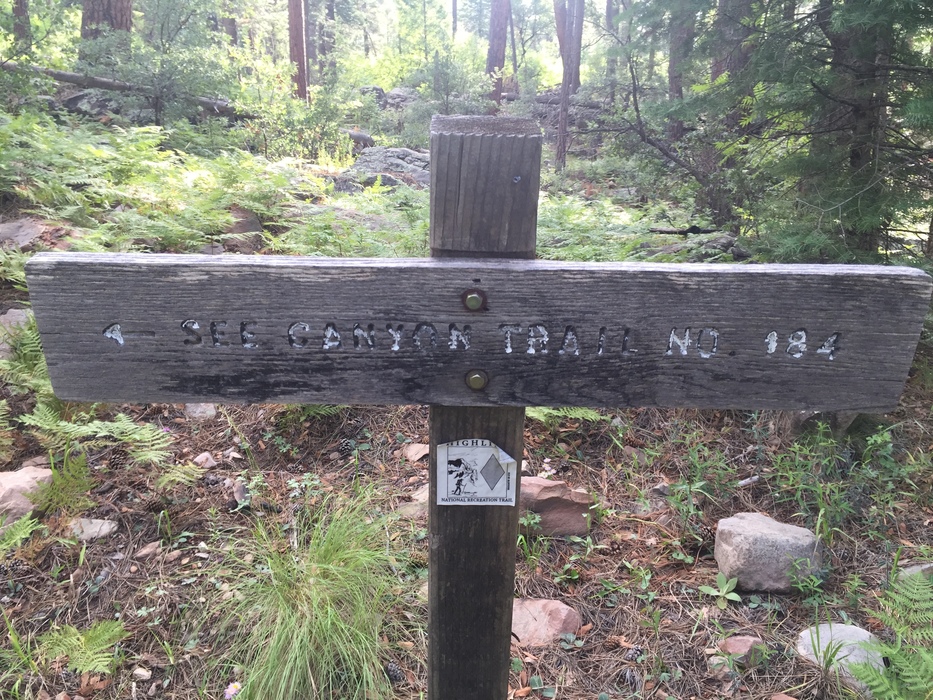 ← SEE CANYON TRAIL NO. 184
NATIONAL RECREATION TRAIL